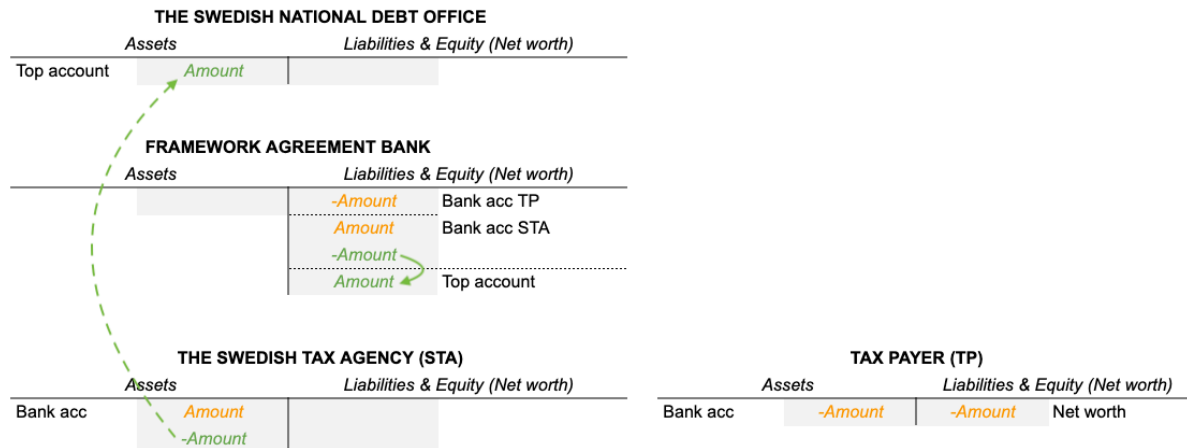 THE SWEDISH NATIONAL DEBT OFFICE
Assets Liabilities & Equity (Net worth)
Top account Amount
FRAMEWORK AGREEMENT BANK
Assets Liabilities & Equity (Net worth)
-Amount Bank acc TP
Amount Bank acc STA
-Amount
Amount Top account
THE SWEDISH TAX AGENCY (STA)
Assets Liabilities & Equity (Net worth)
Bank acc Amount
-Amount
TAX PAYER (TP)
Assets Liabilities & Equity (Net worth)
Bank acc -Amount -Amount Net worth